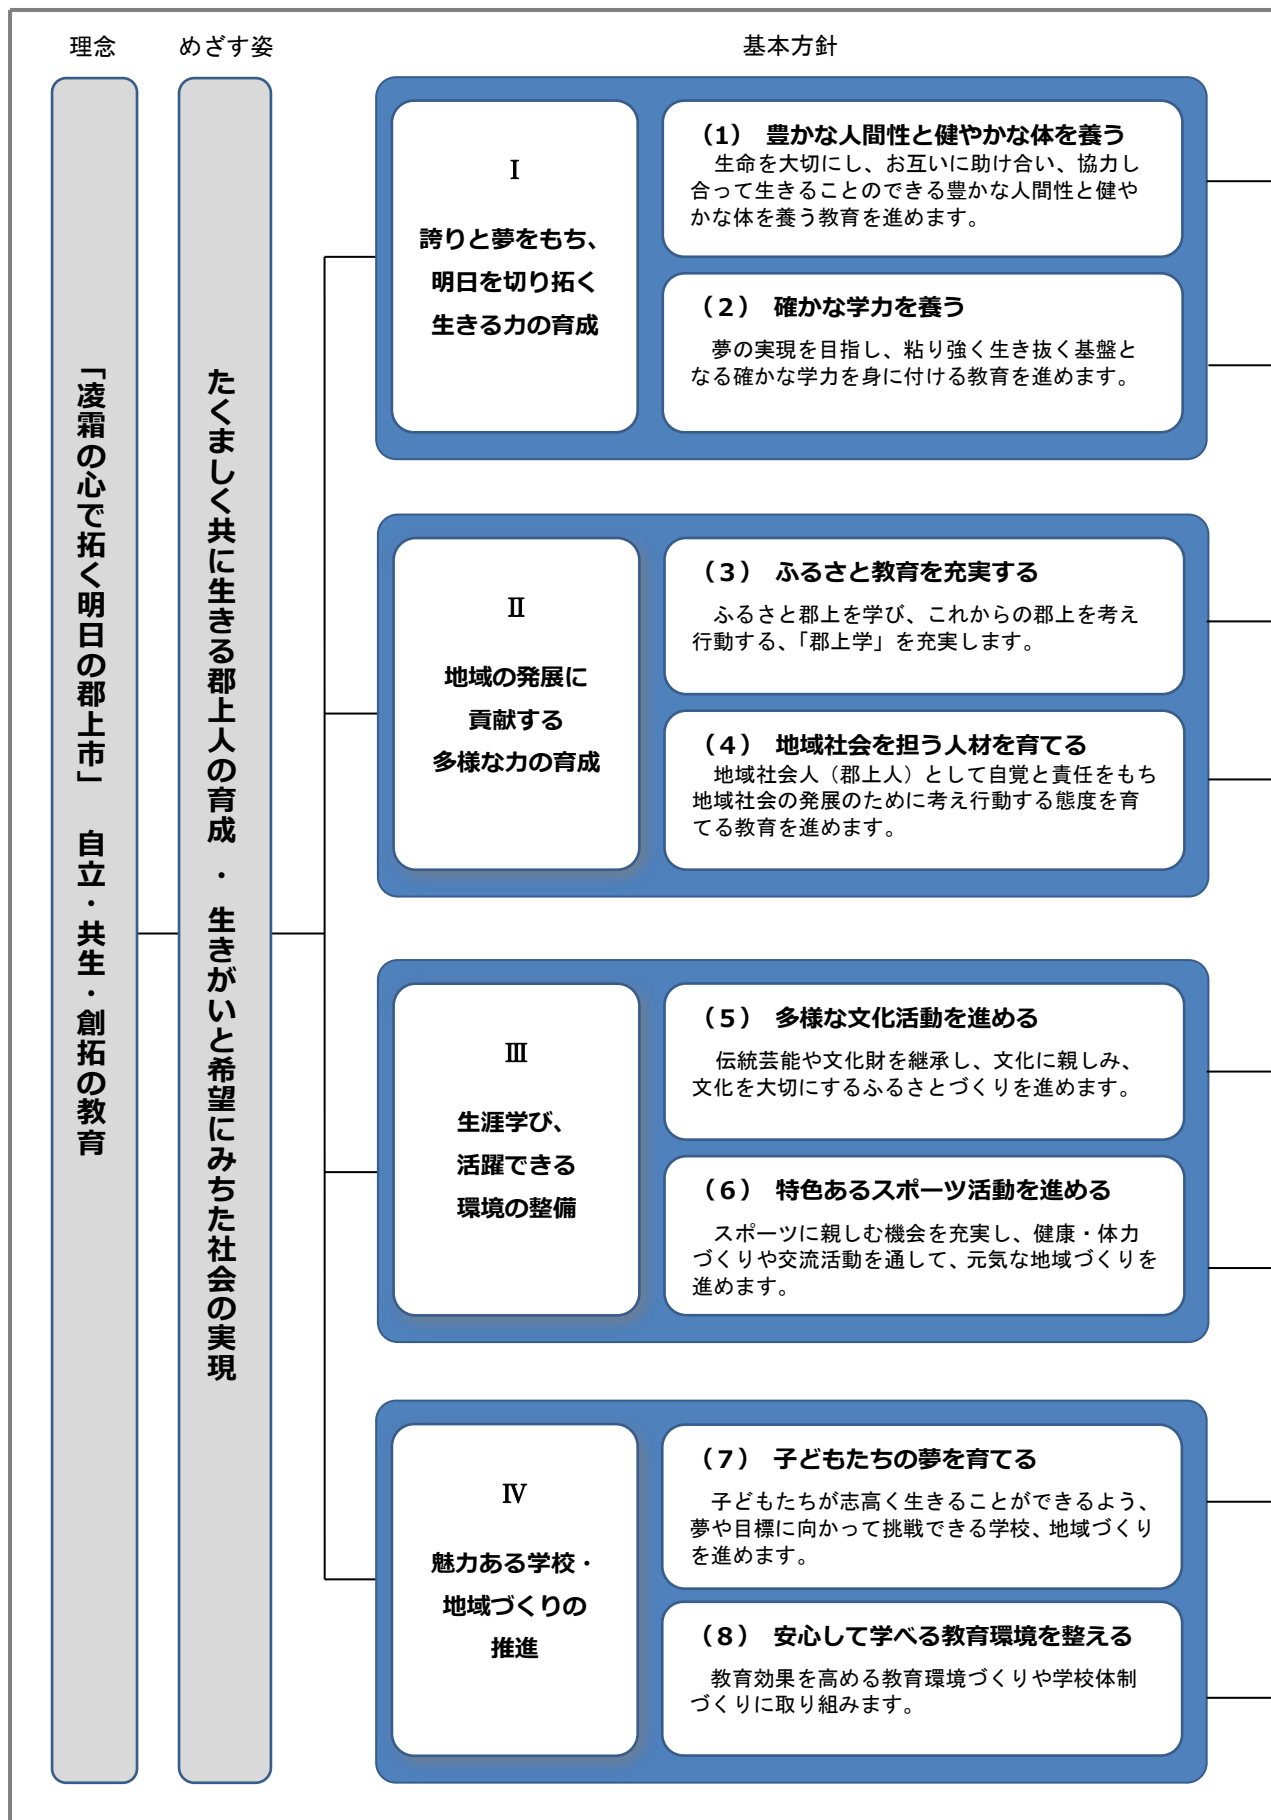 理念
めざす姿
基本方針
「凌霜の心で拓く明日の郡上市」　自立・共生・創拓の教育
たくましく共に生きる郡上人の育成 ・ 生きがいと希望にみちた社会の実現
Ⅰ
誇りと夢をもち、
明日を切り拓く
生きる力の育成
（1） 豊かな人間性と健やかな体を養う
生命を大切にし、お互いに助け合い、協力し
合って生きることのできる豊かな人間性と健や
かな体を養う教育を進めます。
（２） 確かな学力を養う
夢の実現を目指し、粘り強く生き抜く基盤と
なる確かな学力を身に付ける教育を進めます。
Ⅱ
地域の発展に
貢献する
多様な力の育成
（３） ふるさと教育を充実する
ふるさと郡上を学び、これからの郡上を考え
行動する、「郡上学」を充実します。
（４） 地域社会を担う人材を育てる
地域社会人（郡上人）として自覚と責任をもち
地域社会の発展のために考え行動する態度を育
てる教育を進めます。
Ⅲ
生涯学び、
活躍できる
環境の整備
（５） 多様な文化活動を進める
伝統芸能や文化財を継承し、文化に親しみ、
文化を大切にするふるさとづくりを進めます。
（６） 特色あるスポーツ活動を進める
スポーツに親しむ機会を充実し、健康・体力
づくりや交流活動を通して、元気な地域づくりを
進めます。
Ⅳ
魅力ある学校・
地域づくりの
推進
（７） 子どもたちの夢を育てる
子どもたちが志高く生きることができるよう、
夢や目標に向かって挑戦できる学校、地域づくり
を進めます。
（８） 安心して学べる教育環境を整える
教育効果を高める教育環境づくりや学校体制
づくりに取り組みます。